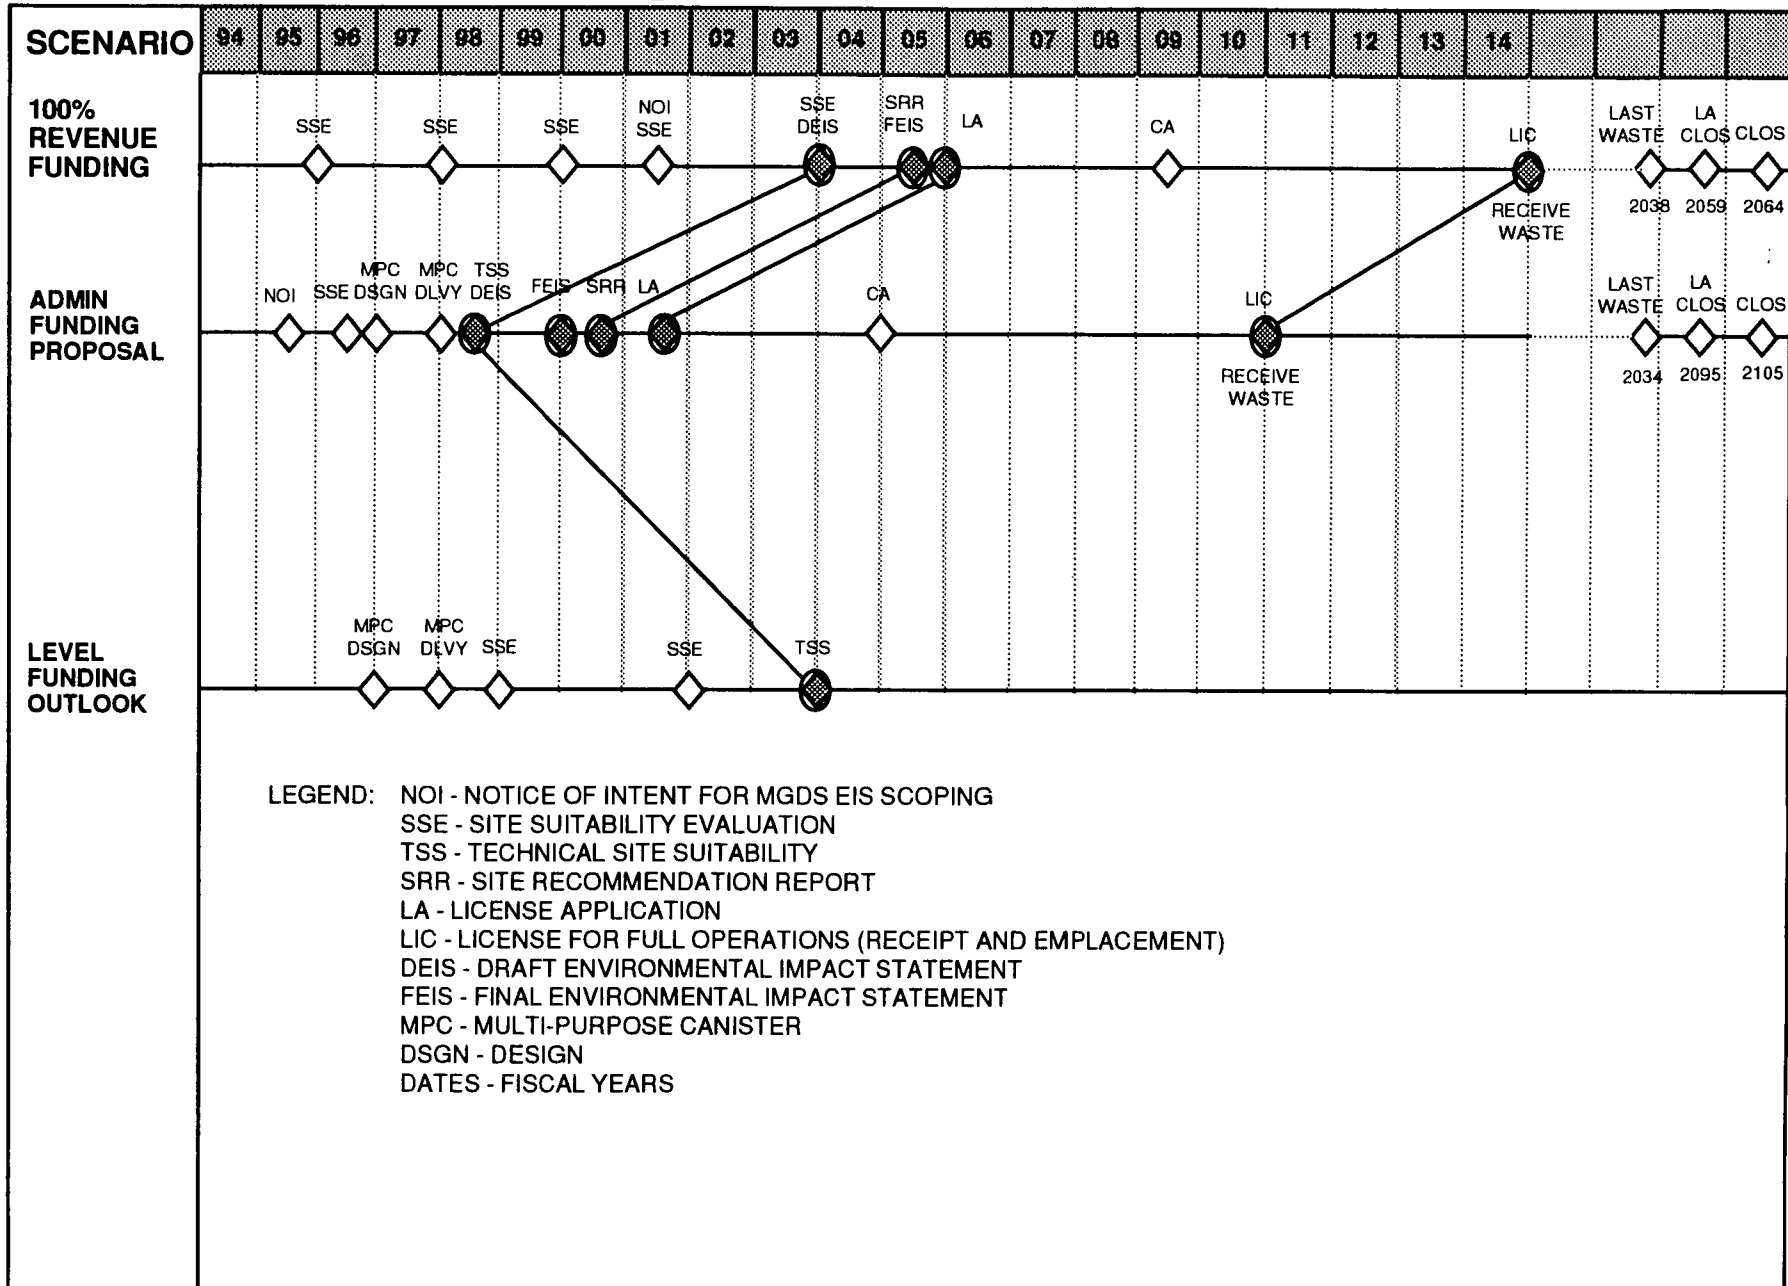 SCENARIO 94 95 96 97 98 99 00 01 02 03 04 05 06 07 08 09 10 11 12 13 14
100%
REVENUE
FUNDING
SSE
SSE
SSE
NOI
SSE
SSE
DEIS
SRR
FEIS
LA
CA
LIC
RECEIVE
WASTE
LAST
WASTE
2038
LA
CLOS
2059
CLOS
2064
ADMIN
FUNDING
PROPOSAL
NOI
SSE
MPC
DSGN
MPC
DLVY
TSS
DEIS
FEIS
SRR
LA
CA
LIC
RECEIVE
WASTE
LAST
WASTE
2034
LA
CLOS
2095
CLOS
2105
LEVEL
FUNDING
OUTLOOK
MPC
DSGN
MPC
DLVY
SSE
SSE
TSS
LEGEND: NOI - NOTICE OF INTENT FOR MGDS EIS SCOPING
SSE - SITE SUITABILITY EVALUATION
TSS - TECHNICAL SITE SUITABILITY
SRR - SITE RECOMMENDATION REPORT
LA - LICENSE APPLICATION
LIC - LICENSE FOR FULL OPERATIONS (RECEIPT AND EMPLACEMENT)
DEIS - DRAFT ENVIRONMENTAL IMPACT STATEMENT
FEIS - FINAL ENVIRONMENTAL IMPACT STATEMENT
MPC - MULTI-PURPOSE CANISTER
DSGN - DESIGN
DATES - FISCAL YEARS